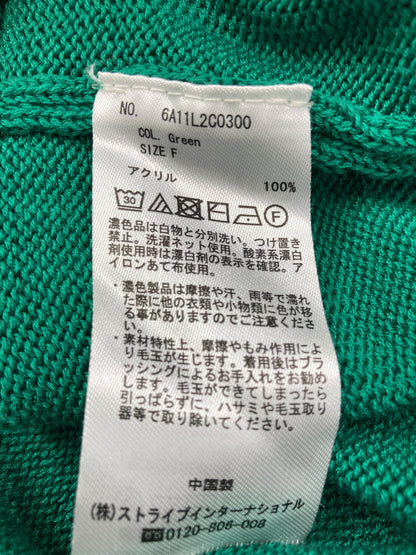 NO. 6A11L2C0300
COL. Green
SIZE F
アクリル 100%
30 F
濃色品は白物と分別洗い。つけ置き
禁止。洗濯ネット使用。酸素系漂白
剤使用時は漂白剤の表示を確認。ア
イロンあて布使用。
・濃色製品は摩擦や汗、雨等で濡れ
た際に他の衣類や小物類に色が移
る事がありますのでご注意くださ
い。
・素材特性上、摩擦やもみ作用によ
り毛玉が生じます。着用後はブラ
ッシングによるお手入れをお勧め
します。毛玉ができてしまったら
引っぱらずに、ハサミや毛玉取り
器等で取り除いてください。
中国製
(株)ストライプインターナショナル
0120-806-008